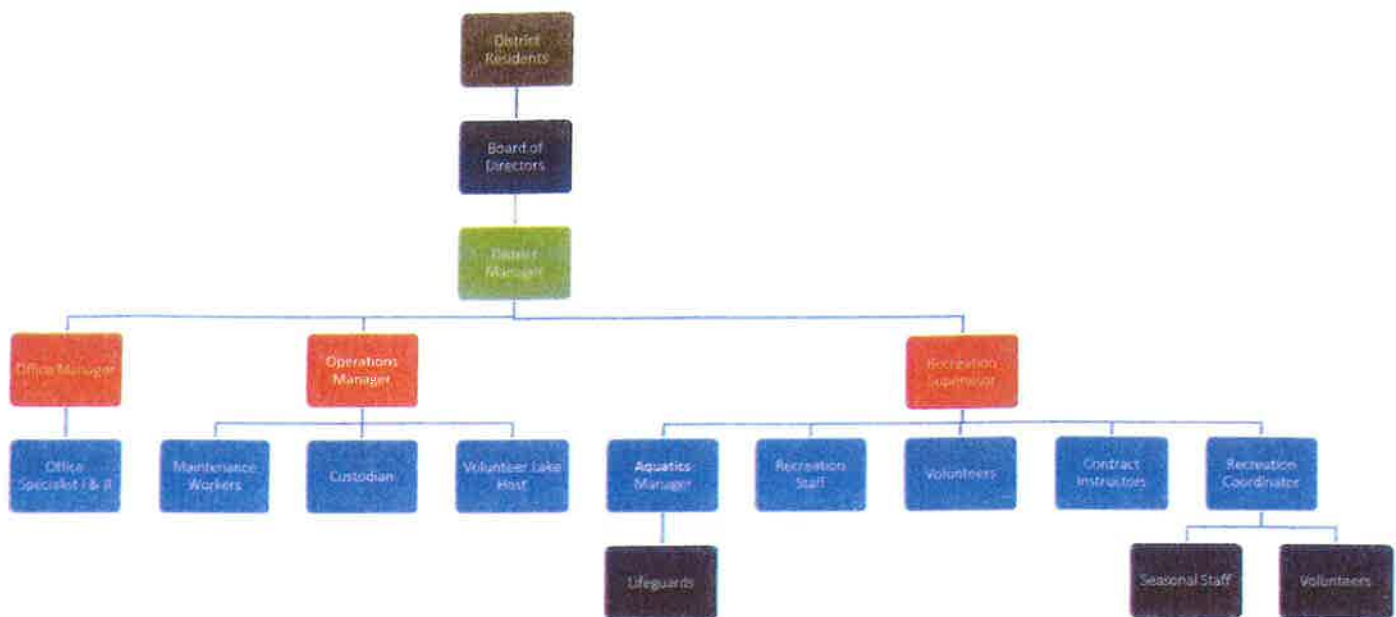 District
Residents
Board of
Directors
District
Manager
Office Manager
Operations
Manager
Recreation
Supervisor
Office
Specialist I & II
Maintenance
Workers
Custodian
Volunteer Lake
Host
Aquatics
Manager
Recreation
Staff
Volunteers
Contract
Instructors
Recreation
Coordinator
Lifeguards
Seasonal Staff
Volunteers